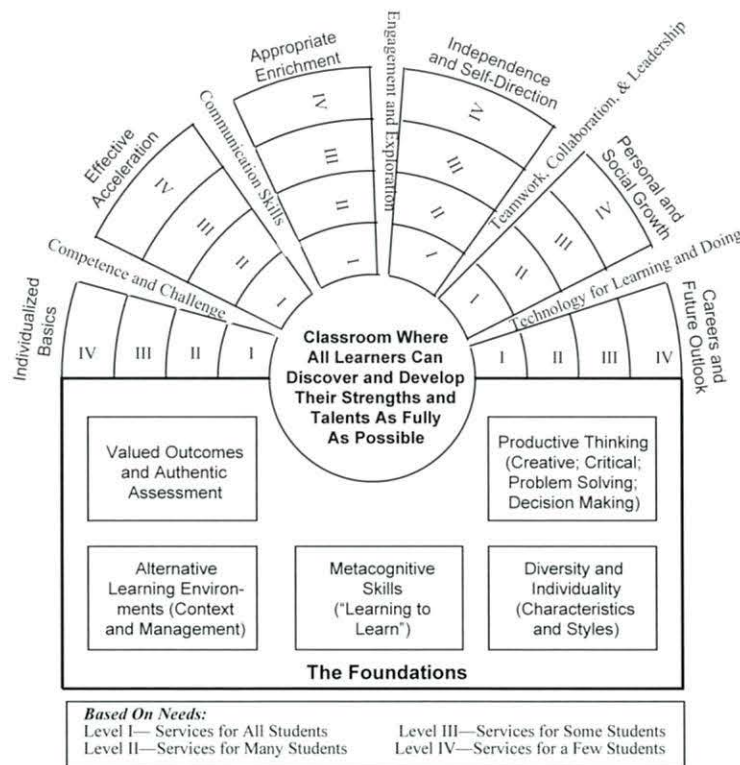 Individualized
Basics
IV III II I
Competence and Challenge
Effective
Acceleration
IV
III
II
I
Communication Skills
Appropriate
Enrichment
IV
III
II
I
Engagement and Exploration
Independence
and Self-Direction
IV
III
II
I
Teamwork, Collaboration, & Leadership
Personal and
Social Growth
IV
III
II
I
Technology for Learning and Doing
Careers and
Future Outlook
I II III IV
Classroom Where
All Learners Can
Discover and Develop
Their Strengths and
Talents As Fully
As Possible
Valued Outcomes
and Authentic
Assessment
Productive Thinking
(Creative; Critical;
Problem Solving;
Decision Making)
Alternative
Learning Environ-
ments (Context
and Management)
Metacognitive
Skills
("Learning to
Learn")
Diversity and
Individuality
(Characteristics
and Styles)
The Foundations
Based On Needs:
Level I— Services for All Students
Level II—Services for Many Students
Level III—Services for Some Students
Level IV—Services for a Few Students